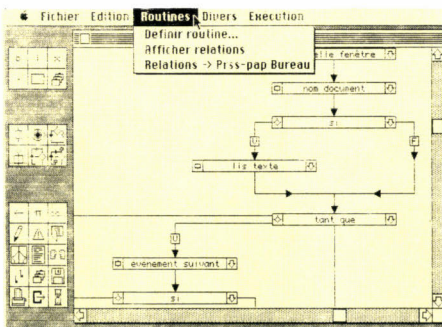 Fichier Edition Routines Divers Execution
Definir routine...
Afficher relations
Relations -> Prss-pap Bureau
elle fenêtre
nom document
si
F
lis texte
tant que
evenement suivant
si